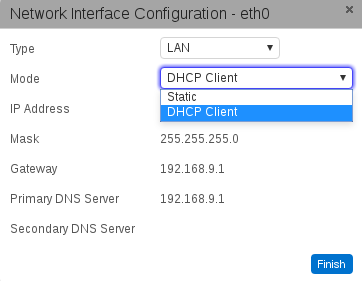 Network Interface Configuration - eth0
Type LAN
Mode DHCP Client
Static
IP Address DHCP Client
Mask 255.255.255.0
Gateway 192.168.9.1
Primary DNS Server 192.168.9.1
Secondary DNS Server
Finish